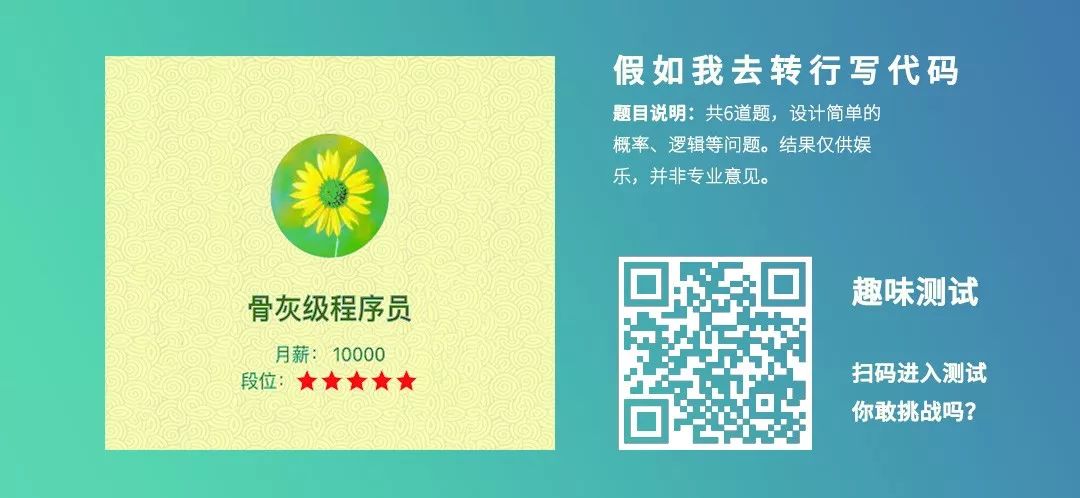 骨灰级程序员
月薪： 10000
段位：★★★★★
假如我去转行写代码
题目说明：共6道题，设计简单的
概率、逻辑等问题。结果仅供娱
乐，并非专业意见。
趣味测试
扫码进入测试
你敢挑战吗？